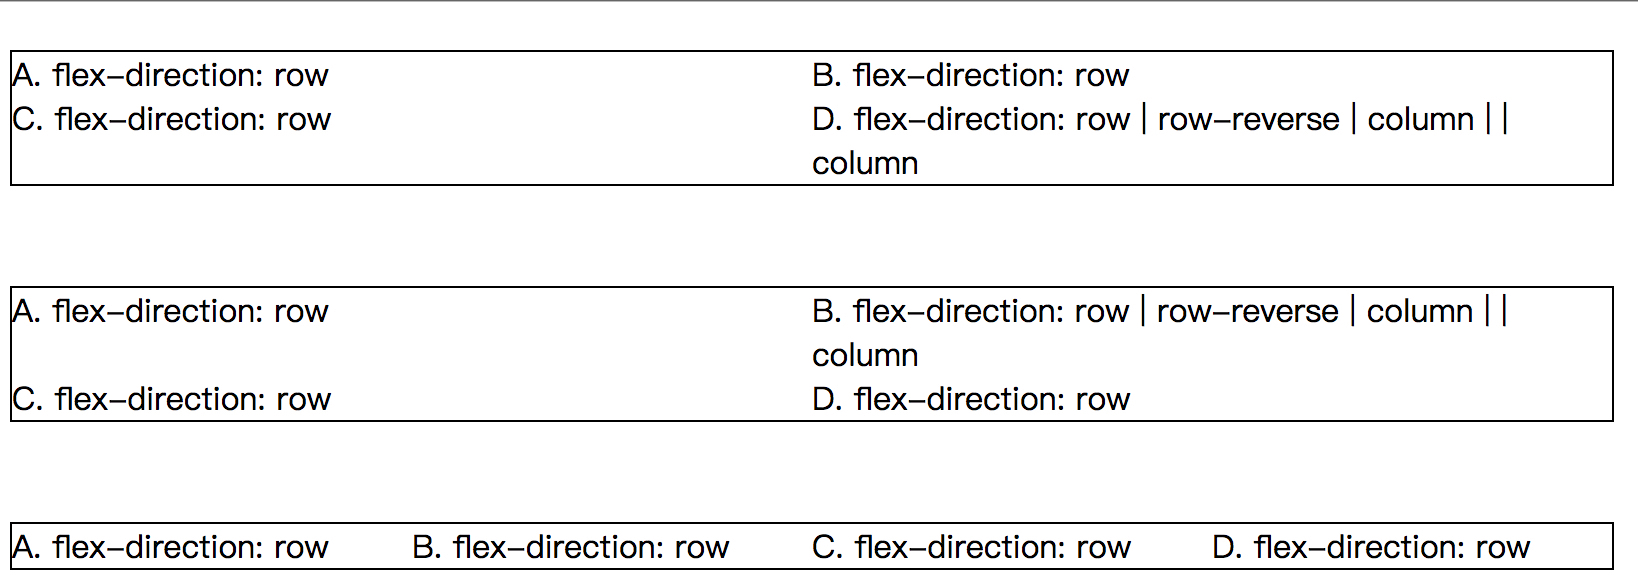 A. flex-direction: row B. flex-direction: row
C. flex-direction: row D. flex-direction: row | row-reverse | column | |
column
A. flex-direction: row B. flex-direction: row | row-reverse | column | |
column
C. flex-direction: row D. flex-direction: row
A. flex-direction: row B. flex-direction: row C. flex-direction: row D. flex-direction: row